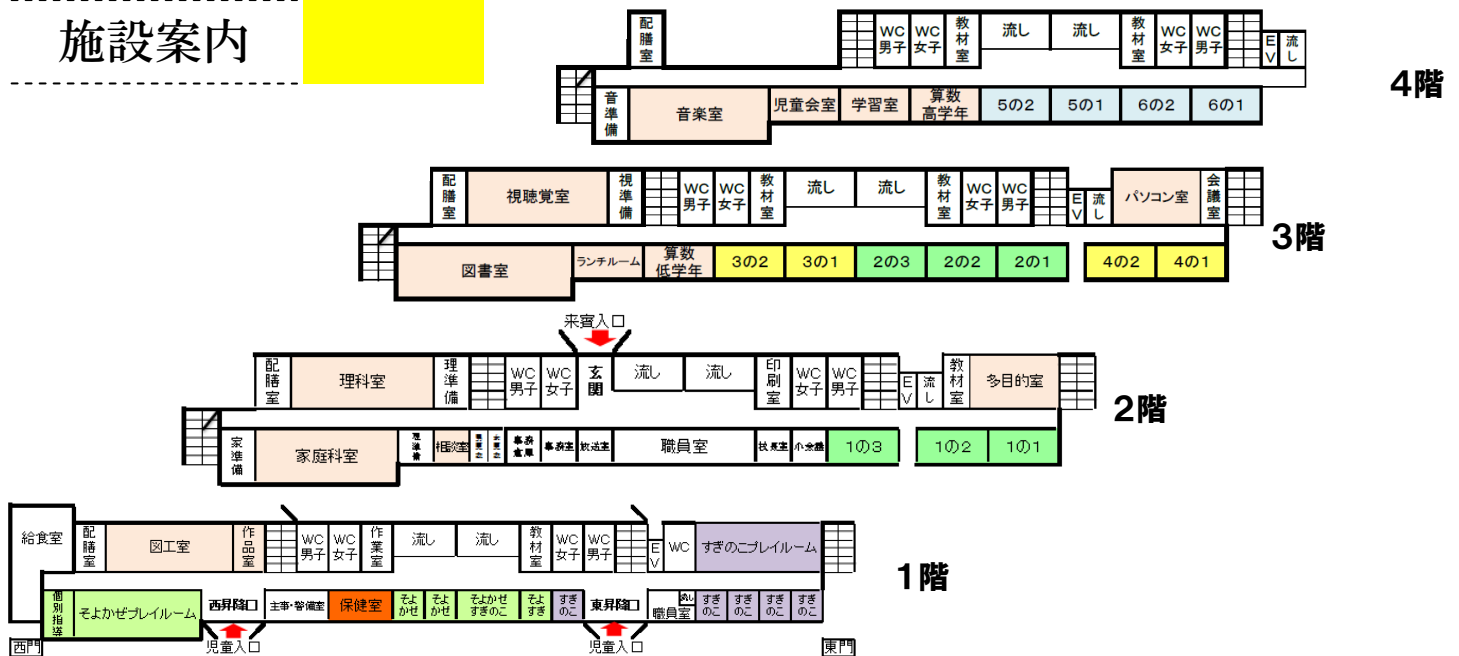 施設案内
4階
配膳室
WC男子
WC女子
教材室
流し
流し
教材室
WC女子
WC男子
EV
流し
音準備
音楽室
児童会室
学習室
算数高学年
5の2
5の1
6の2
6の1
3階
配膳室
視聴覚室
視準備
WC男子
WC女子
教材室
流し
流し
教材室
WC女子
WC男子
EV
流し
パソコン室
会議室
図書室
ランチルーム
算数低学年
3の2
3の1
2の3
2の2
2の1
4の2
4の1
来賓入口
2階
配膳室
理科室
理準備
WC男子
WC女子
玄関
流し
流し
印刷室
WC女子
WC男子
EV
流し
教材室
多目的室
家準備
家庭科室
理準備
相談室
事務倉庫
事務室
放送室
職員室
校長室
小会議
1の3
1の2
1の1
1階
給食室
配膳室
図工室
作品室
WC男子
WC女子
作業室
流し
流し
教材室
WC女子
WC男子
EV
WC
すぎのこプレイルーム
個別指導
そよかぜプレイルーム
西昇降口
主事・警備室
保健室
そよかぜ
そよかぜ
そよかぜすぎのこ
そよすぎ
すぎのこ
東昇降口
職員室
流し
すぎのこ
すぎのこ
すぎのこ
すぎのこ
西門
児童入口
児童入口
東門